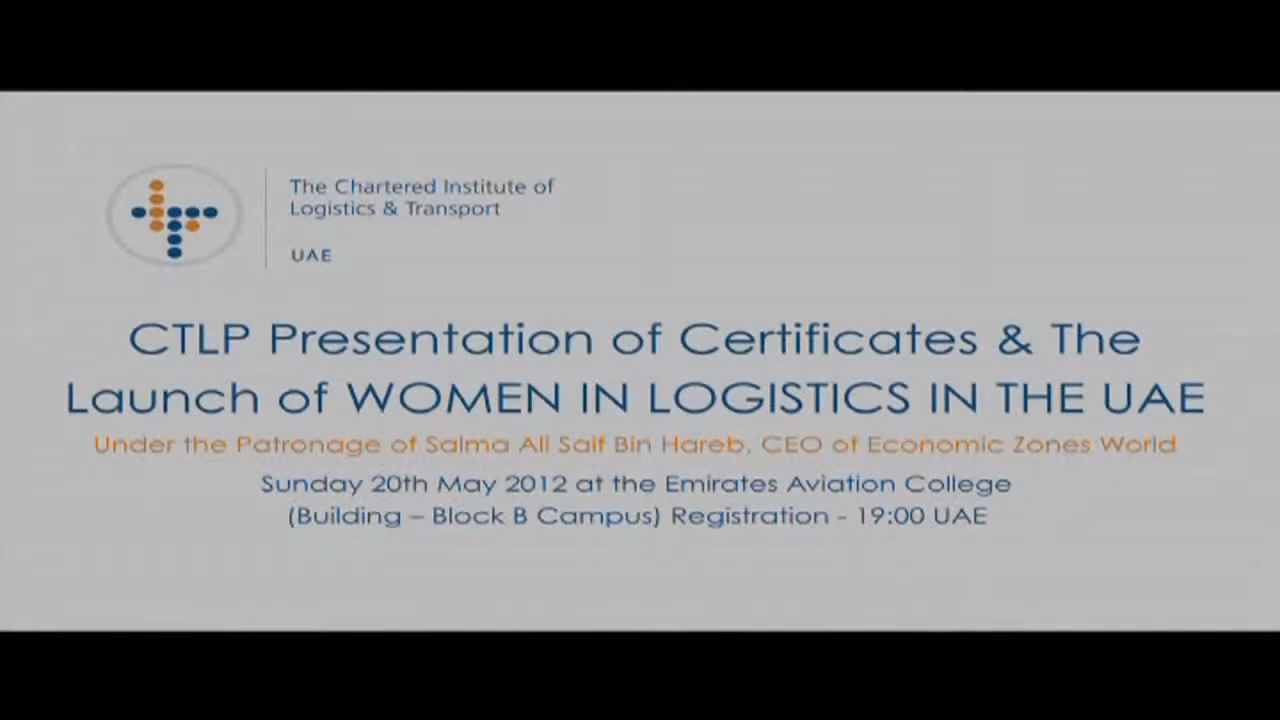 The Chartered Institute of
Logistics & Transport
UAE
CTLP Presentation of Certificates & The
Launch of WOMEN IN LOGISTICS IN THE UAE
Under the Patronage of Salma Ali Saif Bin Hareb, CEO of Economic Zones World
Sunday 20th May 2012 at the Emirates Aviation College
(Building – Block B Campus) Registration - 19:00 UAE